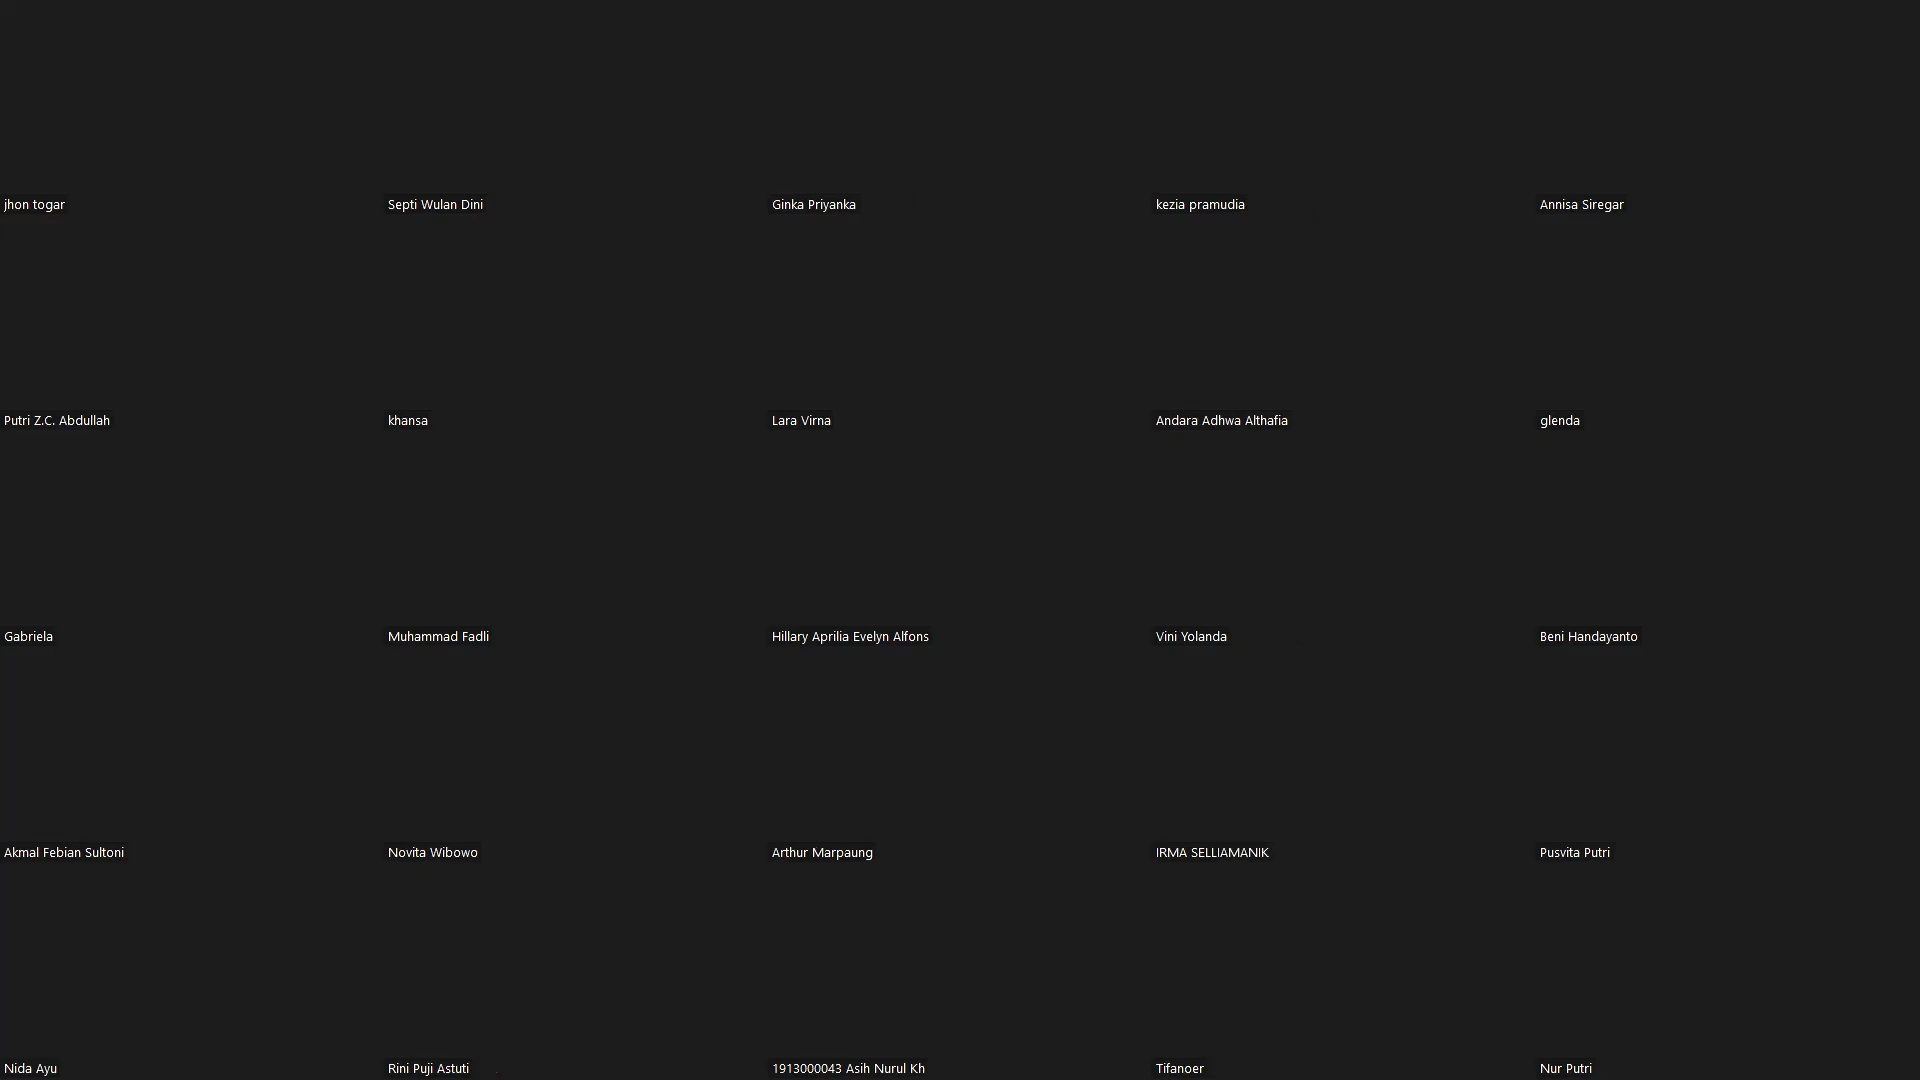 jhon togar
Septi Wulan Dini
Ginka Priyanka
kezia pramudia
Annisa Siregar
Putri Z.C. Abdullah
khansa
Lara Virna
Andara Adhwa Althafia
glenda
Gabriela
Muhammad Fadli
Hillary Aprilia Evelyn Alfons
Vini Yolanda
Beni Handayanto
Akmal Febian Sultoni
Novita Wibowo
Arthur Marpaung
IRMA SELLIAMANIK
Pusvita Putri
Nida Ayu
Rini Puji Astuti
1913000043 Asih Nurul Kh
Tifanoer
Nur Putri